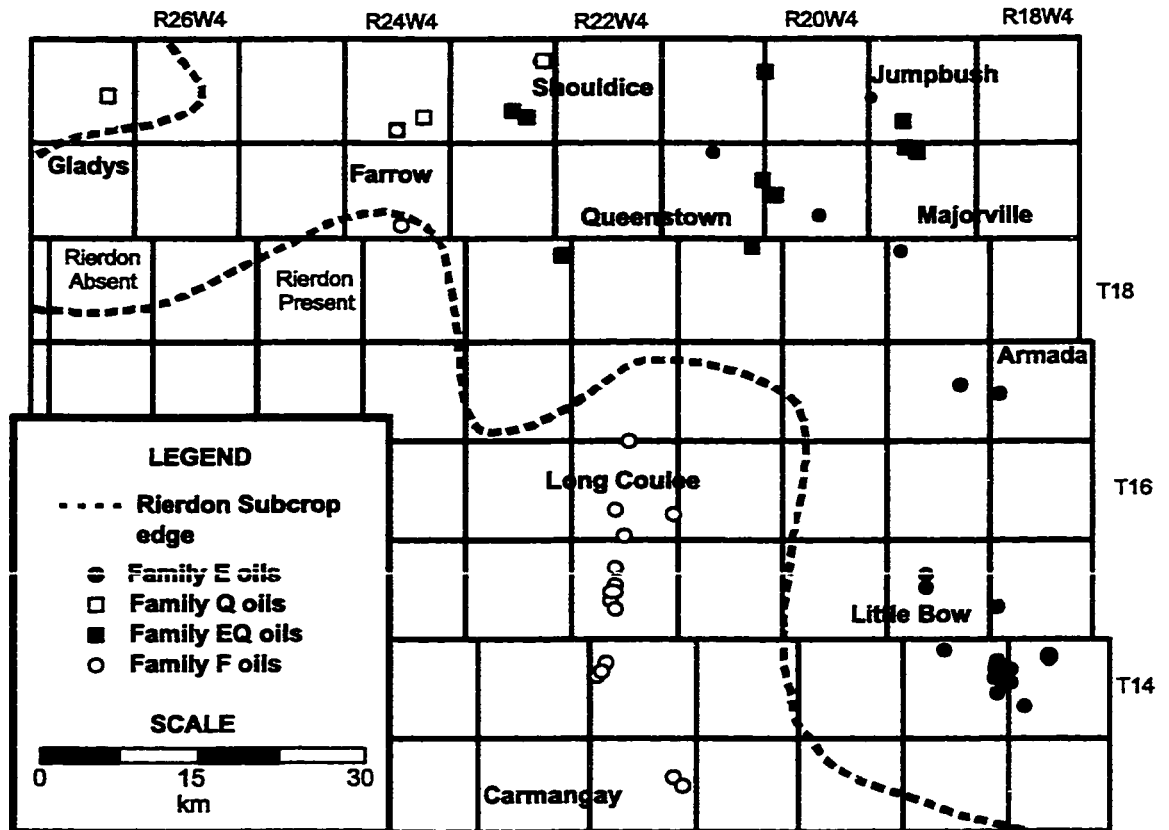 R26W4 R24W4 R22W4 R20W4 R18W4
Shouldice
Jumpbush
Gladys
Farrow
Queenstown
Majorville
Rierdon
Absent
Rierdon
Present
T18
Armada
LEGEND
Rierdon Subcrop
edge
Family E oils
Family Q oils
Family EQ oils
Family F oils
SCALE
0 15 30
km
Long Coulee
T16
Little Bow
T14
Carmangay